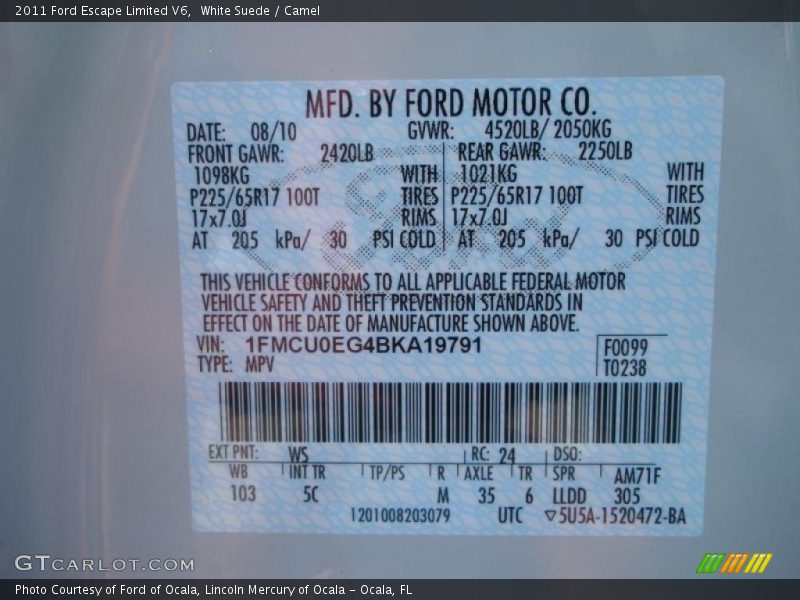 2011 Ford Escape Limited V6,  White Suede / Camel
MFD. BY FORD MOTOR CO.
DATE: 08/10 GVWR: 4520LB/ 2050KG
FRONT GAWR: 2420LB REAR GAWR: 2250LB
1098KG WITH 1021KG WITH
P225/65R17 100T TIRES P225/65R17 100T TIRES
17x7.0J RIMS 17x7.0J RIMS
AT 205 kPa/ 30 PSI COLD AT 205 kPa/ 30 PSI COLD
THIS VEHICLE CONFORMS TO ALL APPLICABLE FEDERAL MOTOR
VEHICLE SAFETY AND THEFT PREVENTION STANDARDS IN
EFFECT ON THE DATE OF MANUFACTURE SHOWN ABOVE.
VIN: 1FMCU0EG4BKA19791 F0099
TYPE: MPV T0238
EXT PNT: WS RC: 24 DSO:
WB INT TR TP/PS R AXLE TR SPR AM71F
103 5C M 35 6 LLDD 305
1201008203079 UTC ▽5U5A-1520472-BA
GTCARLOT.COM
Photo Courtesy of Ford of Ocala, Lincoln Mercury of Ocala – Ocala, FL